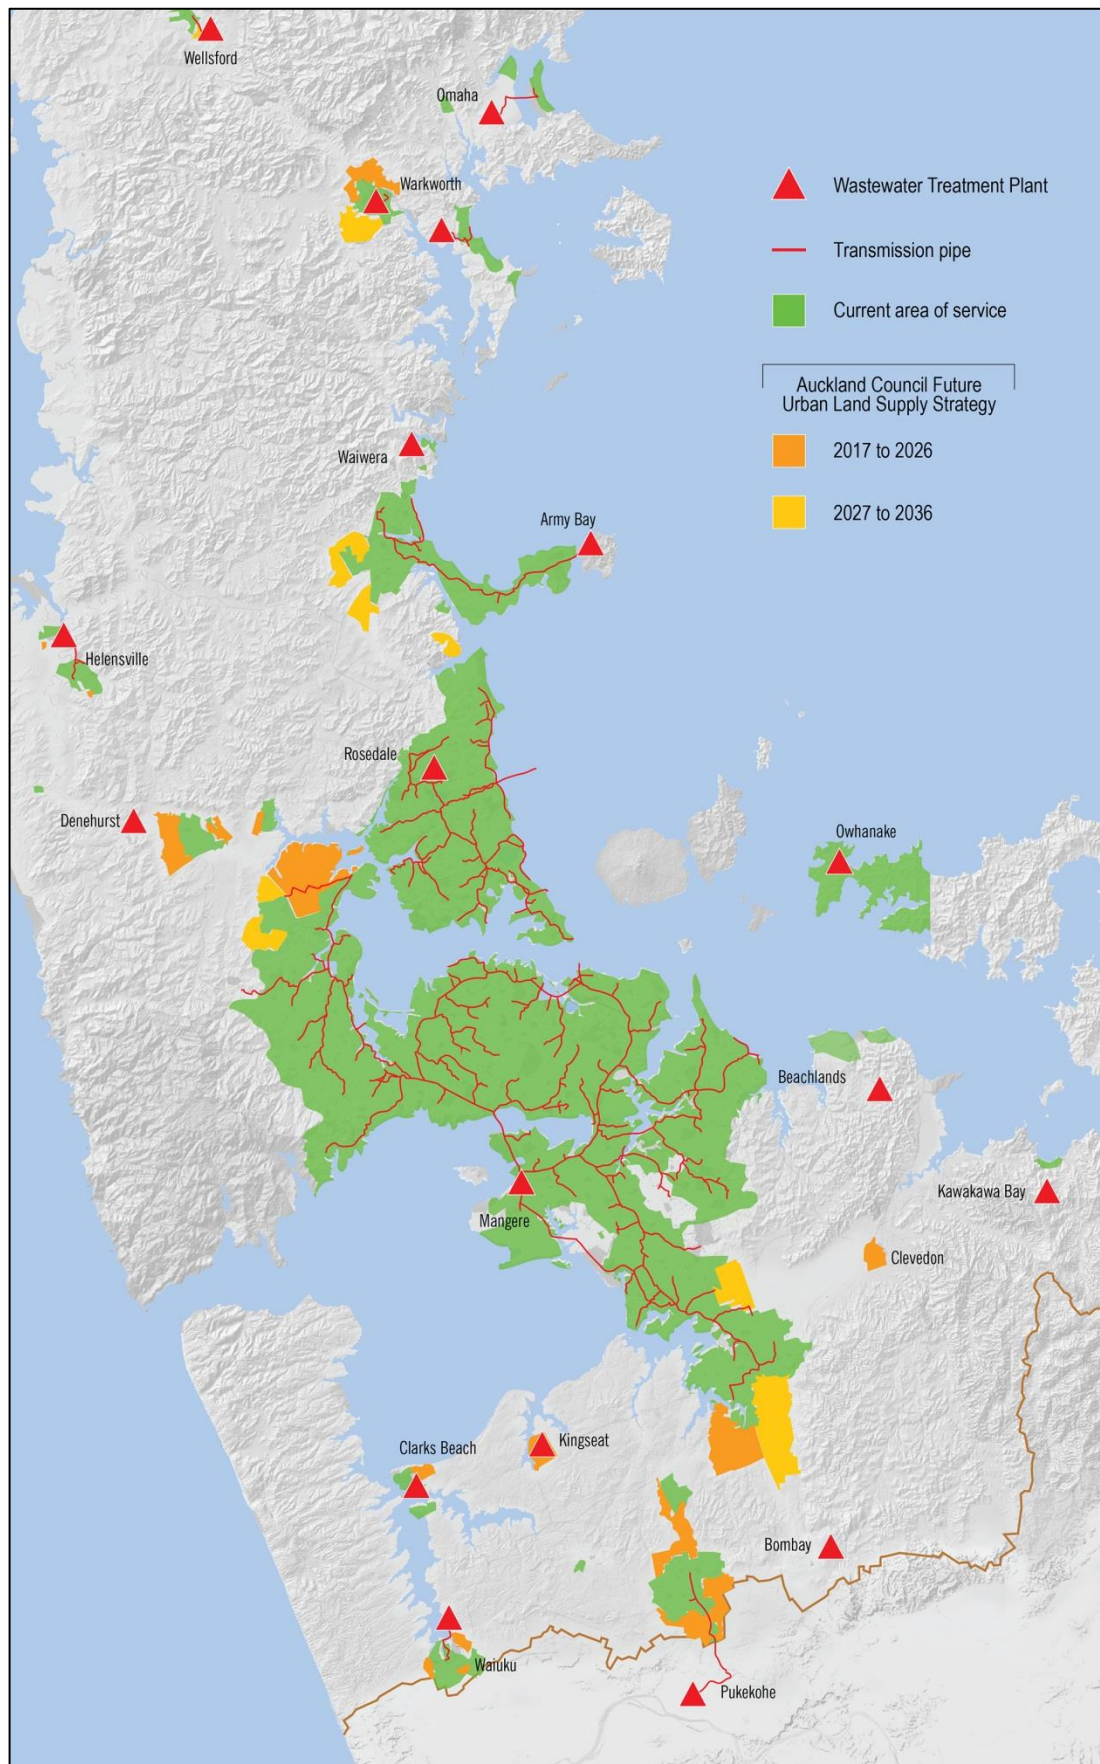 Wellsford
Omaha
Warkworth
Wastewater Treatment Plant
Transmission pipe
Current area of service
Auckland Council Future
Urban Land Supply Strategy
2017 to 2026
2027 to 2036
Waiwera
Army Bay
Helensville
Rosedale
Denehurst
Owhanake
Beachlands
Kawakawa Bay
Mangere
Clevedon
Clarks Beach
Kingseat
Bombay
Waiuku
Pukekohe